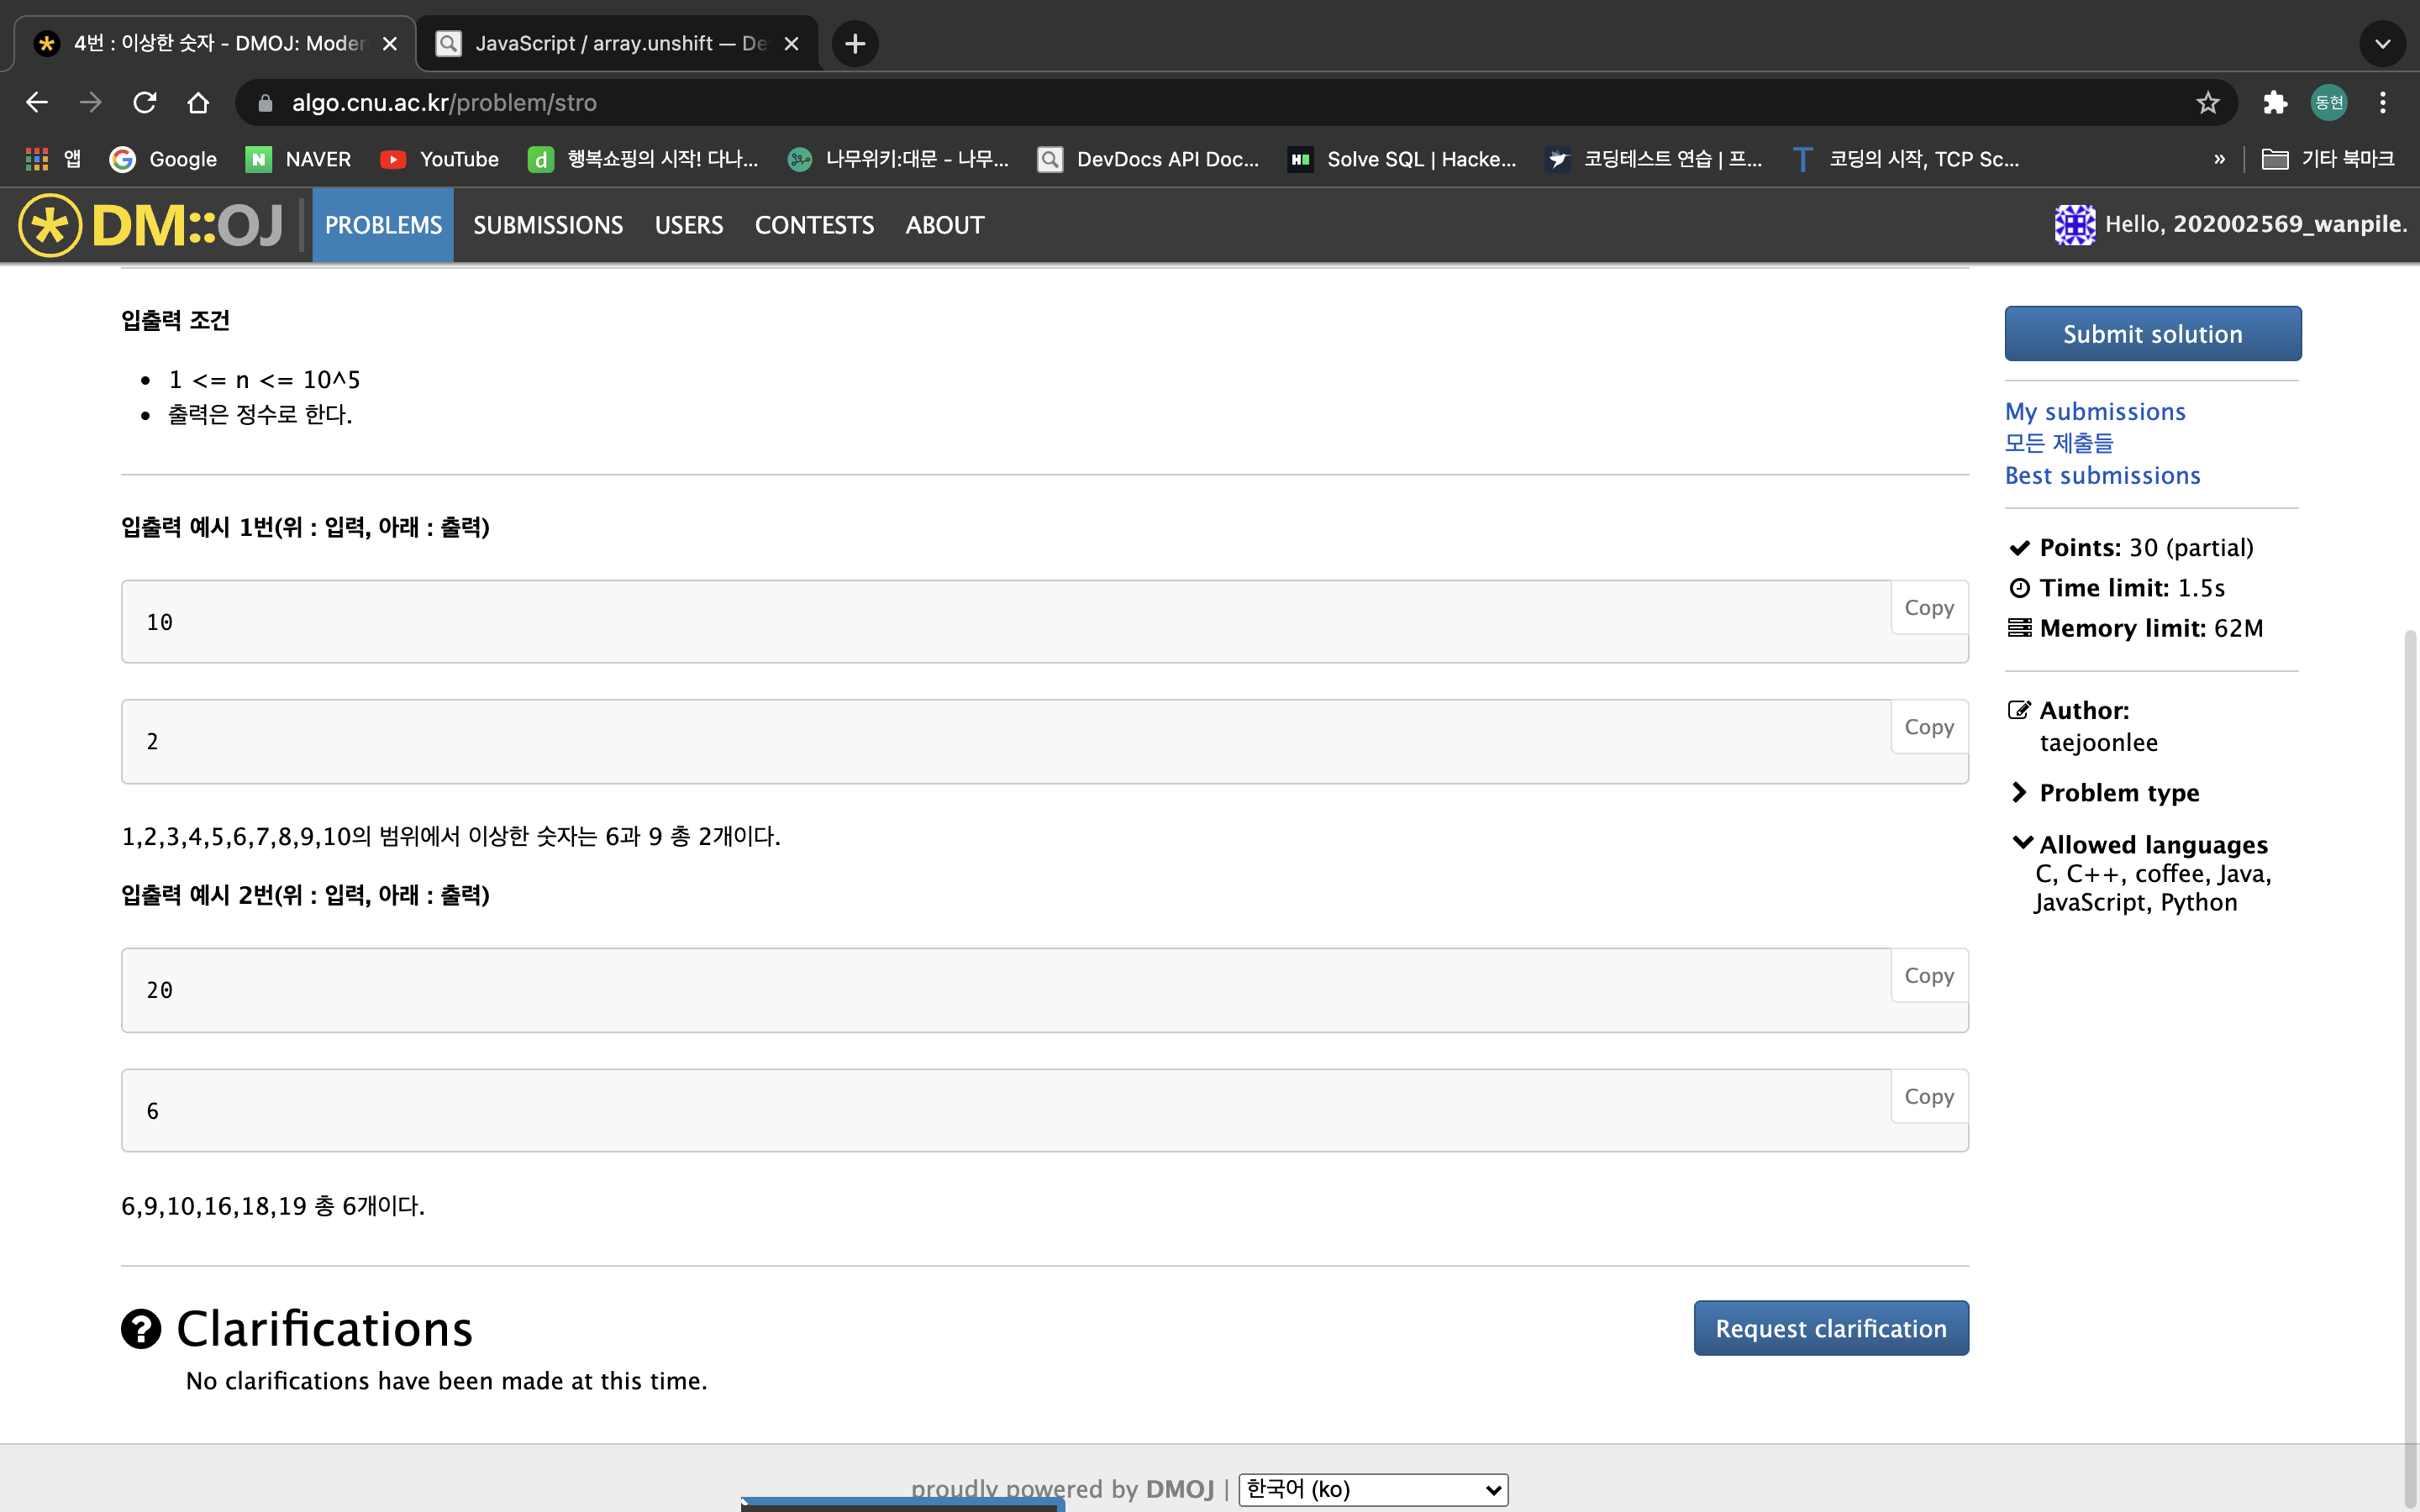 4번 : 이상한 숫자 - DMOJ: Moder
JavaScript / array.unshift — De
algo.cnu.ac.kr/problem/stro
동현
앱
Google
NAVER
YouTube
행복쇼핑의 시작! 다나...
나무위키:대문 - 나무...
DevDocs API Doc...
Solve SQL | Hacke...
코딩테스트 연습 | 프...
코딩의 시작, TCP Sc...
»
기타 북마크
DM::OJ
PROBLEMS
SUBMISSIONS
USERS
CONTESTS
ABOUT
Hello, 202002569_wanpile.
입출력 조건
• 1 <= n <= 10^5
• 출력은 정수로 한다.
입출력 예시 1번(위 : 입력, 아래 : 출력)
10
Copy
2
Copy
1,2,3,4,5,6,7,8,9,10의 범위에서 이상한 숫자는 6과 9 총 2개이다.
입출력 예시 2번(위 : 입력, 아래 : 출력)
20
Copy
6
Copy
6,9,10,16,18,19 총 6개이다.
Clarifications
Request clarification
No clarifications have been made at this time.
Submit solution
My submissions
모든 제출들
Best submissions
Points: 30 (partial)
Time limit: 1.5s
Memory limit: 62M
Author:
taejoonlee
Problem type
Allowed languages
C, C++, coffee, Java,
JavaScript, Python
proudly powered by DMOJ |
한국어 (ko)